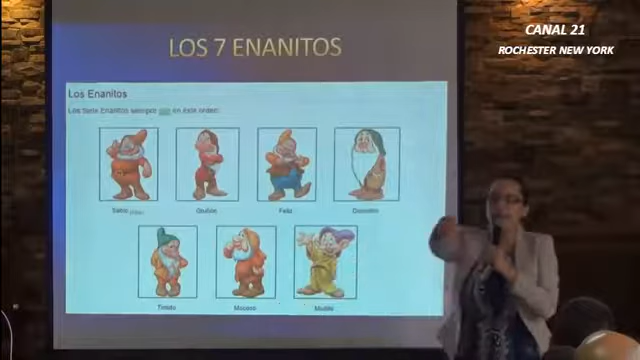 CANAL 21
ROCHESTER NEW YORK
LOS 7 ENANITOS
Los Enanitos
Los Siete Enanitos siempre en este orden:
Sabio
Gruñón
Feliz
Dormilón
Tímido
Mocoso
Mudito